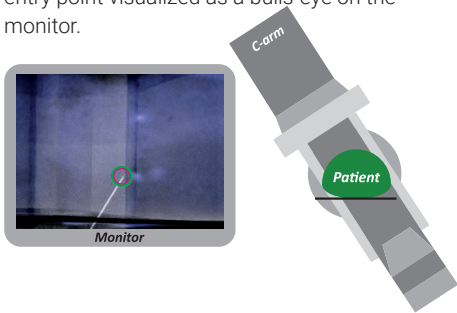 entry point visualized as a bulls-eye on the
monitor.
C-arm
Patient
Monitor